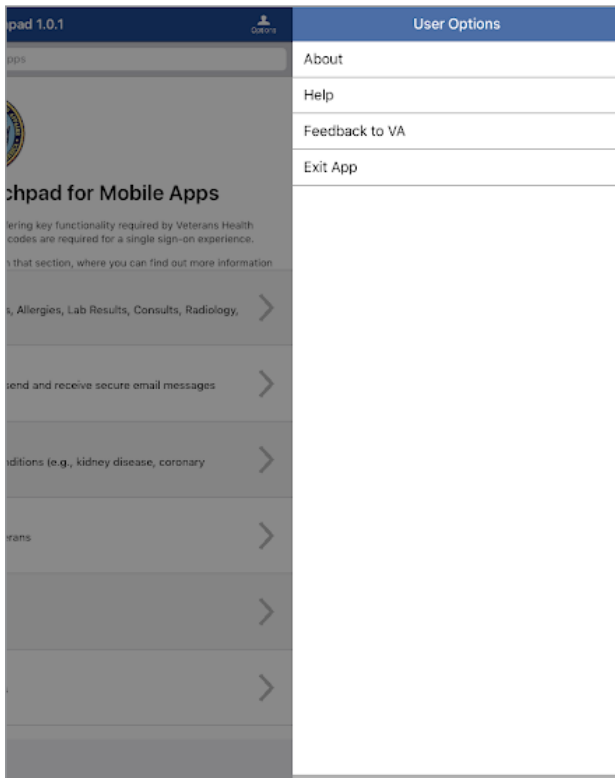 pad 1.0.1
Options
User Options
pps
About
Help
Feedback to VA
Exit App
chpad for Mobile Apps
fering key functionality required by Veterans Health
codes are required for a single sign-on experience.
n that section, where you can find out more information
s, Allergies, Lab Results, Consults, Radiology,
send and receive secure email messages
nditions (e.g., kidney disease, coronary
erans